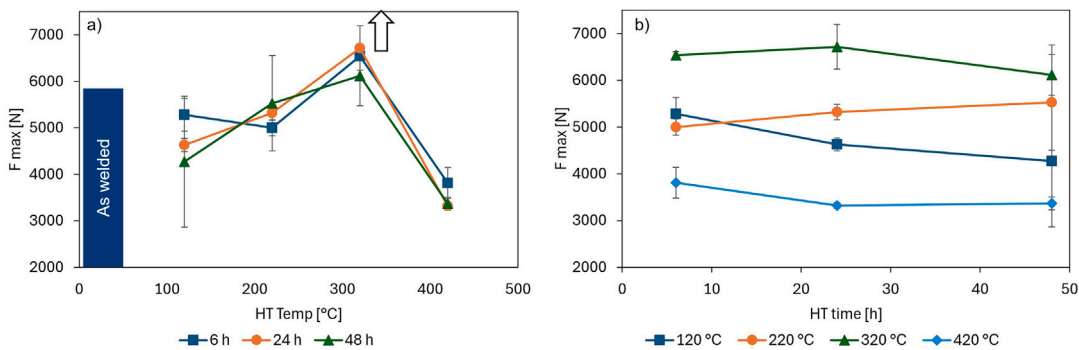 a)
7000
6000
5000
4000
3000
2000
F max [N]
As welded
0
100
200
300
400
500
HT Temp [°C]
6 h
24 h
48 h
b)
7000
6000
5000
4000
3000
2000
F max [N]
0
10
20
30
40
50
HT time [h]
120 °C
220 °C
320 °C
420 °C